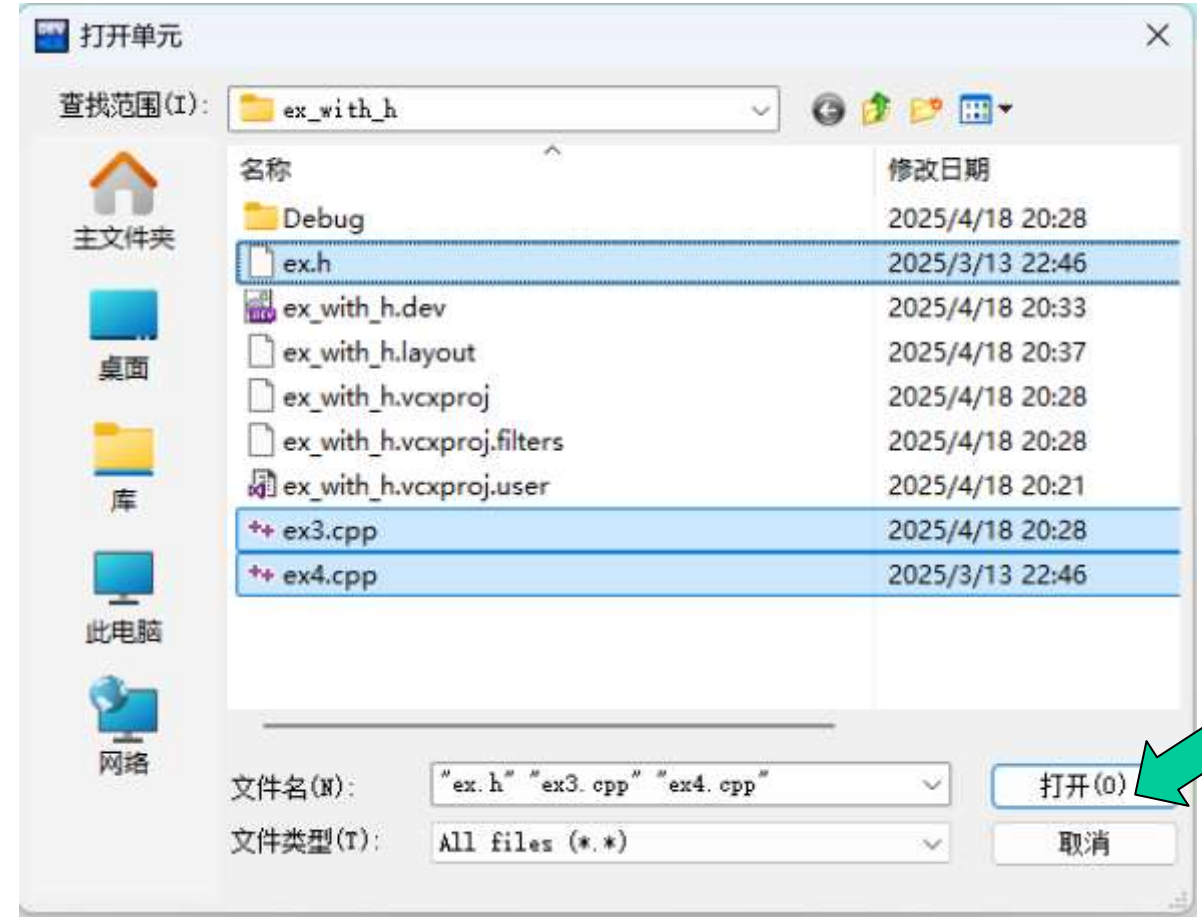 打开单元
查找范围(I): ex_with_h
名称 修改日期
Debug 2025/4/18 20:28
ex.h 2025/3/13 22:46
ex_with_h.dev 2025/4/18 20:33
ex_with_h.layout 2025/4/18 20:37
ex_with_h.vcxproj 2025/4/18 20:28
ex_with_h.vcxproj.filters 2025/4/18 20:28
ex_with_h.vcxproj.user 2025/4/18 20:21
ex3.cpp 2025/4/18 20:28
ex4.cpp 2025/3/13 22:46
主文件夹
桌面
库
此电脑
网络
文件名(N): "ex.h" "ex3.cpp" "ex4.cpp" 打开(O)
文件类型(T): All files (*.*) 取消